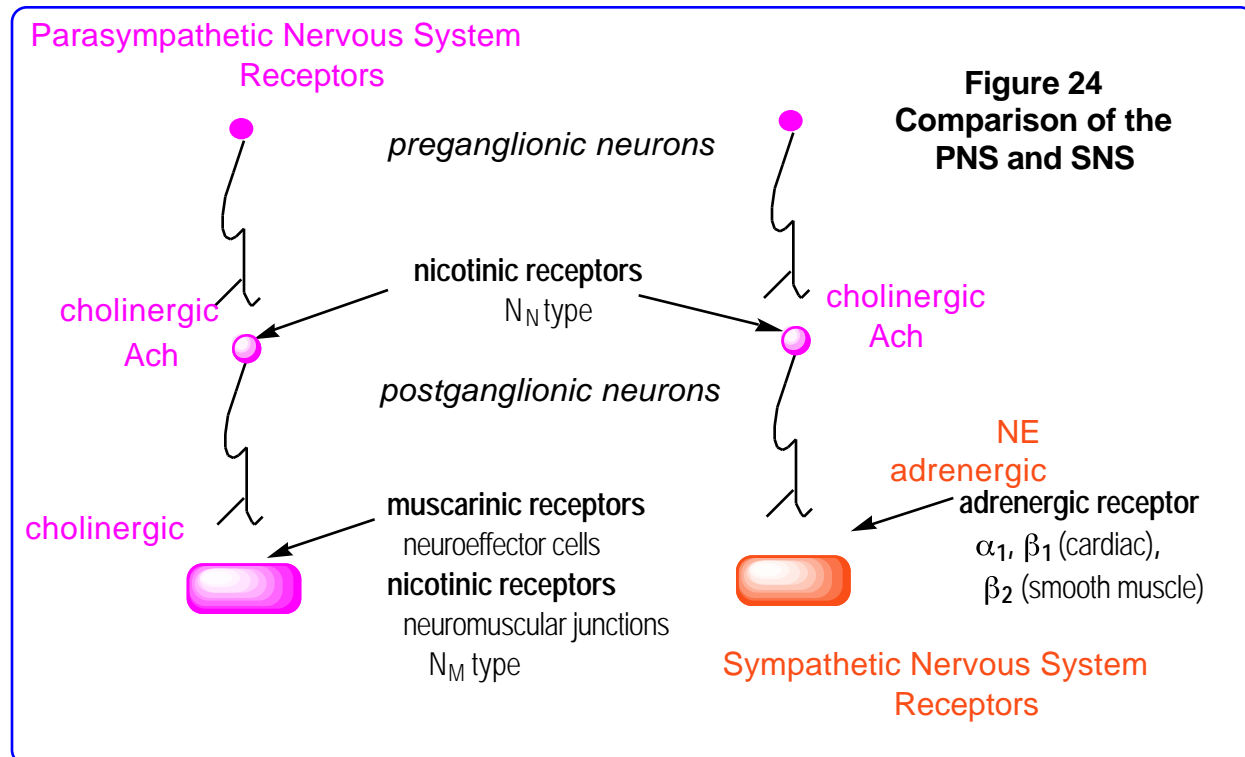 Parasympathetic Nervous System
Receptors
Figure 24
Comparison of the
PNS and SNS
preganglionic neurons
nicotinic receptors
N_N type
cholinergic
Ach
cholinergic
Ach
postganglionic neurons
NE
adrenergic
cholinergic
muscarinic receptors
neuroeffector cells
nicotinic receptors
neuromuscular junctions
N_M type
adrenergic receptor
α₁, β₁ (cardiac),
β₂ (smooth muscle)
Sympathetic Nervous System
Receptors